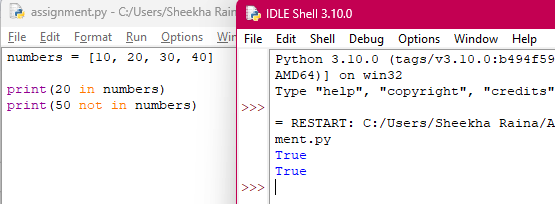 assignment.py - C:/Users/Sheekha Raina/A
File Edit Format Run Options
numbers = [10, 20, 30, 40]
print(20 in numbers)
print(50 not in numbers)
IDLE Shell 3.10.0
File Edit Shell Debug Options Window Help
Python 3.10.0 (tags/v3.10.0:b494f59
AMD64)] on win32
Type "help", "copyright", "credits"
>>>
= RESTART: C:/Users/Sheekha Raina/A
ment.py
True
True
>>>